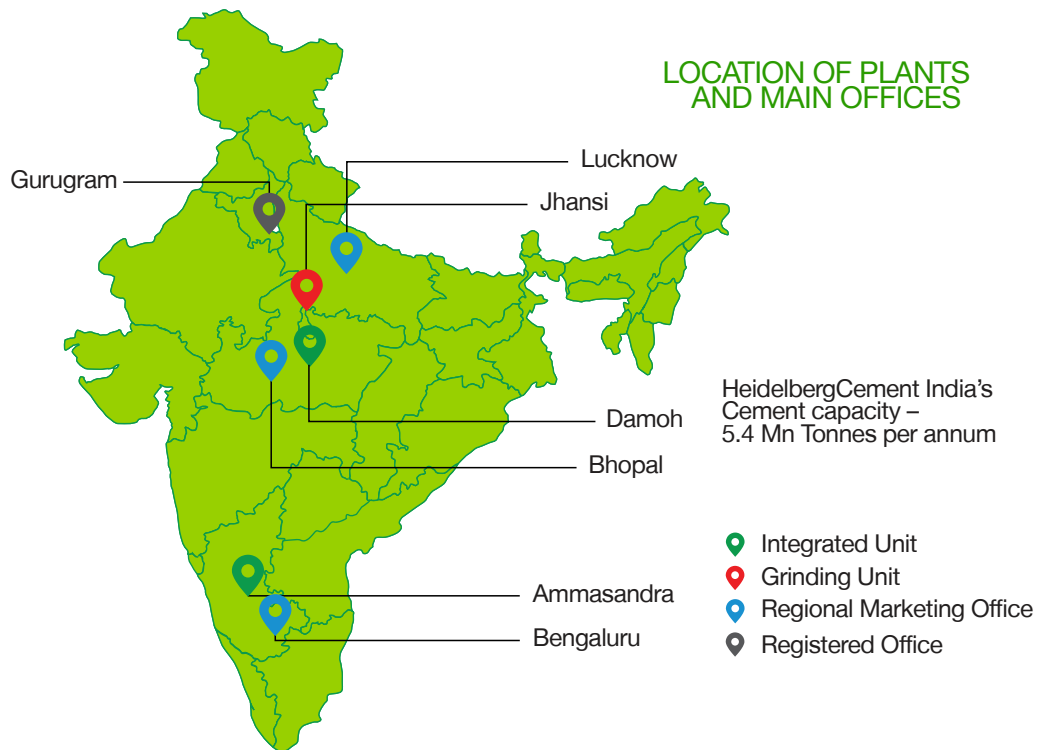 LOCATION OF PLANTS
AND MAIN OFFICES
Lucknow
Gurugram
Jhansi
HeidelbergCement India’s
Cement capacity –
5.4 Mn Tonnes per annum
Damoh
Bhopal
Integrated Unit
Grinding Unit
Ammasandra
Regional Marketing Office
Bengaluru
Registered Office